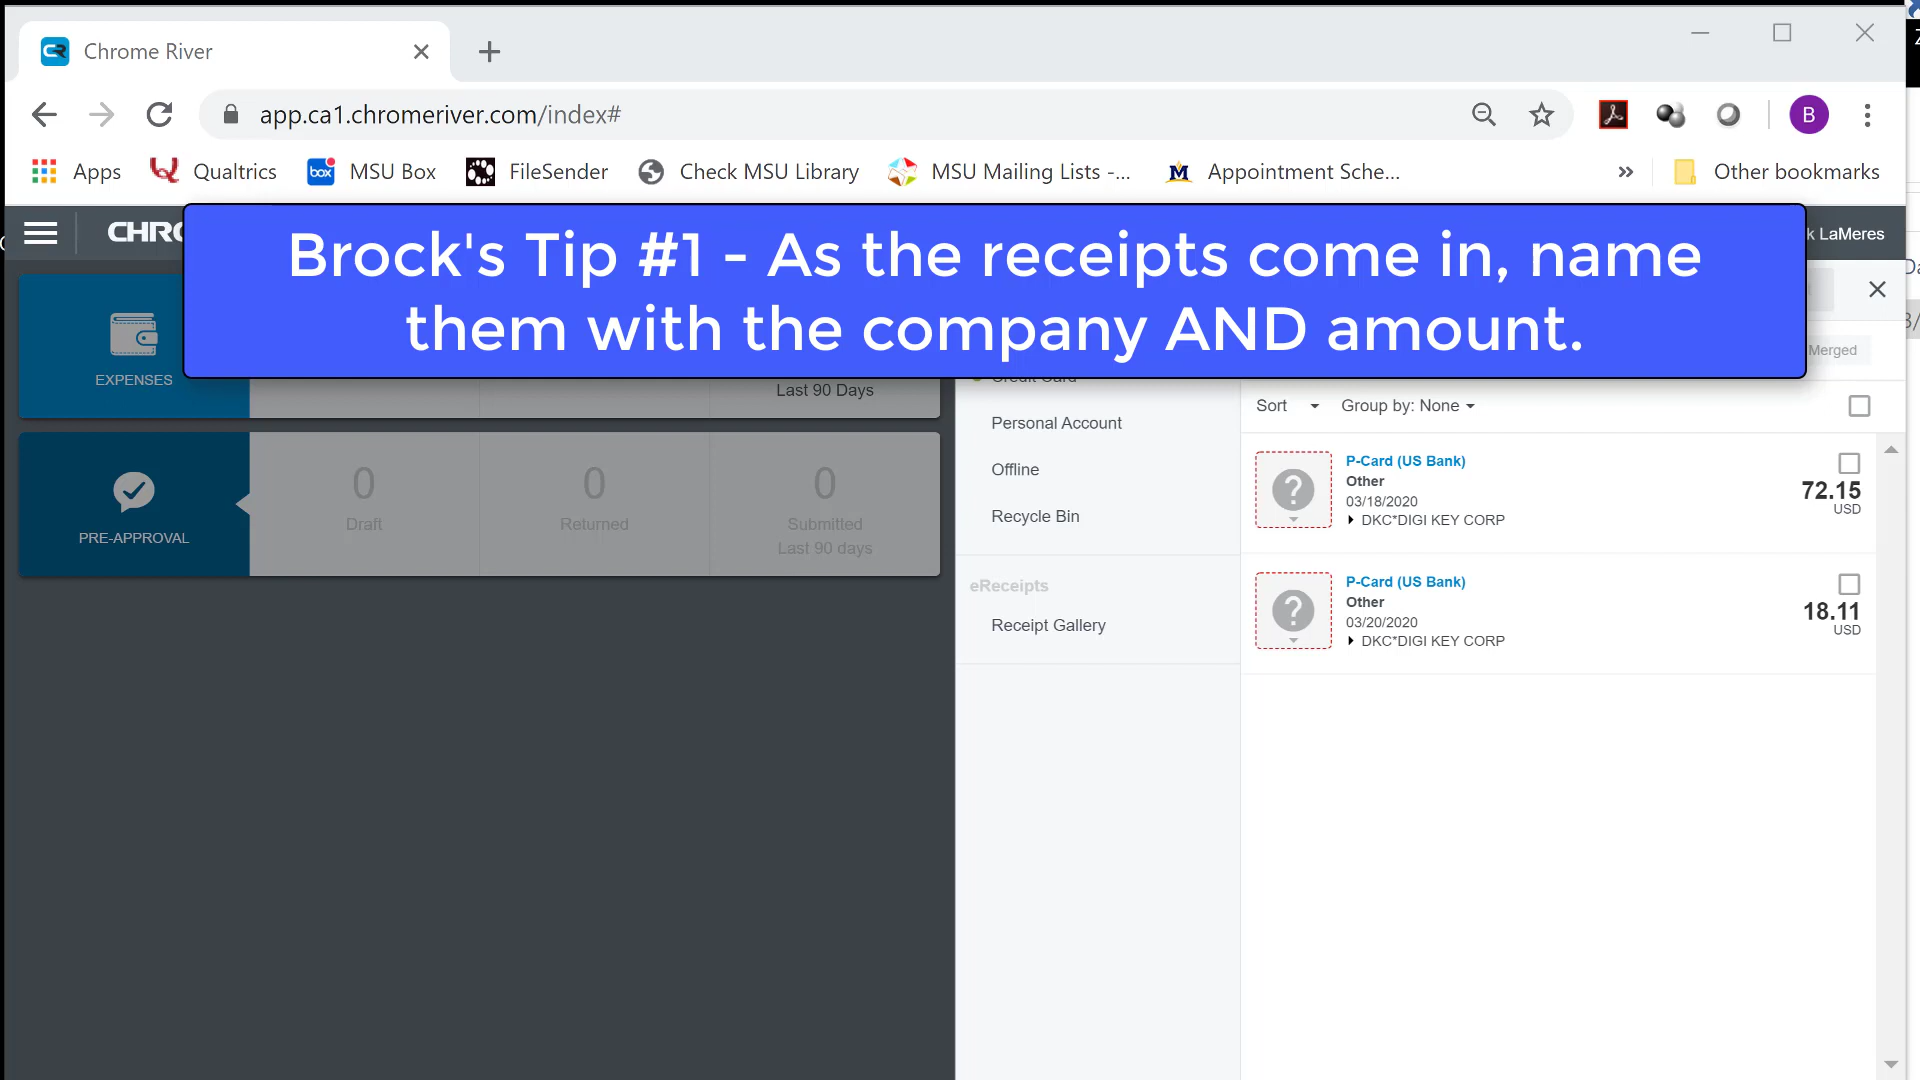 Chrome River
app.ca1.chromeriver.com/index#
B
Apps
Qualtrics
box
MSU Box
FileSender
Check MSU Library
MSU Mailing Lists -...
M
Appointment Sche...
»
Other bookmarks
CHRO
k LaMeres
Brock's Tip #1 - As the receipts come in, name
them with the company AND amount.
EXPENSES
Last 90 Days
Merged
PRE-APPROVAL
0
Draft
0
Returned
0
Submitted
Last 90 days
Credit Card
Personal Account
Offline
Recycle Bin
eReceipts
Receipt Gallery
Sort
Group by: None
P-Card (US Bank)
Other
03/18/2020
DKC*DIGI KEY CORP
72.15
USD
P-Card (US Bank)
Other
03/20/2020
DKC*DIGI KEY CORP
18.11
USD